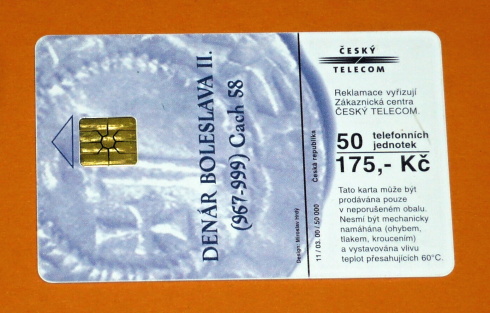 DENÁR BOLESLAVA II.
(967-999) Cach 58
ČESKÝ
TELECOM
Reklamace vyřizují
Zákaznická centra
ČESKÝ TELECOM.
50 telefonních
jednotek
175,- Kč
Tato karta může být
prodávána pouze
v neporušeném obalu.
Nesmí být mechanicky
namáhána (ohybem,
tlakem, kroucením)
a vystavována vlivu
teplot přesahujících 60°C.
Česká republika
11 / 03. 00 / 50 000
Design: Miroslav